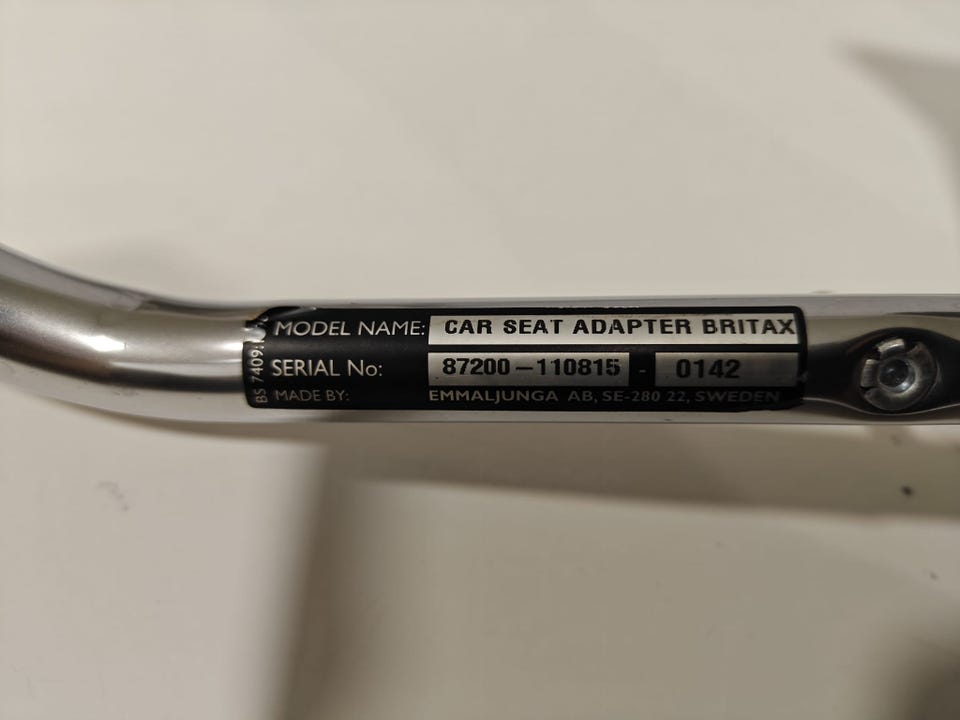 MODEL NAME: CAR SEAT ADAPTER BRITAX
SERIAL No: 87200-110815 - 0142
MADE BY: EMMALJUNGA AB, SE-280 22, SWEDEN
BS 7409: